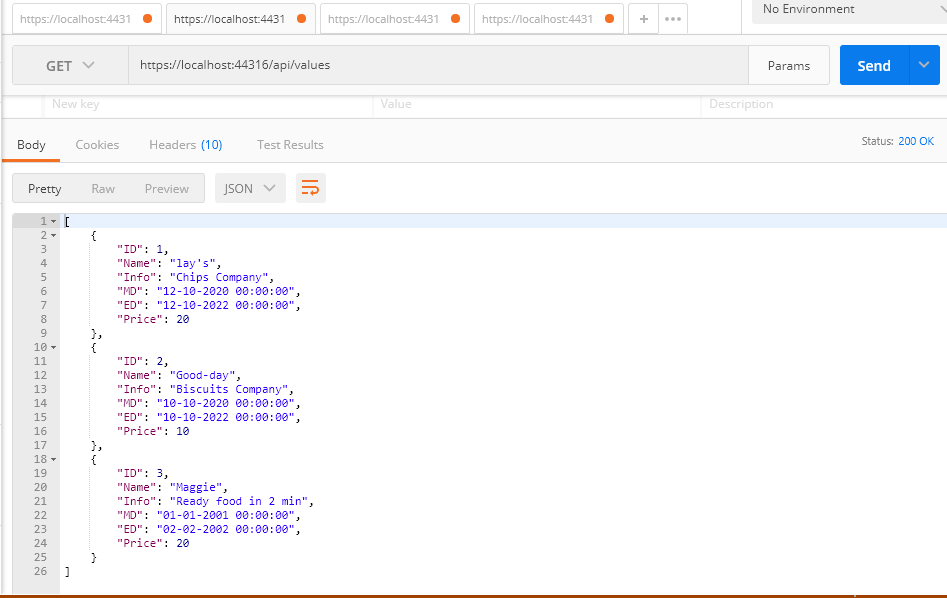 https://localhost:4431 https://localhost:4431 https://localhost:4431 https://localhost:4431 + No Environment
GET https://localhost:44316/api/values Params Send
New key Value Description
Body Cookies Headers (10) Test Results Status: 200 OK
Pretty Raw Preview JSON
1 [
2 {
3 "ID": 1,
4 "Name": "lay's",
5 "Info": "Chips Company",
6 "MD": "12-10-2020 00:00:00",
7 "ED": "12-10-2022 00:00:00",
8 "Price": 20
9 },
10 {
11 "ID": 2,
12 "Name": "Good-day",
13 "Info": "Biscuits Company",
14 "MD": "10-10-2020 00:00:00",
15 "ED": "10-10-2022 00:00:00",
16 "Price": 10
17 },
18 {
19 "ID": 3,
20 "Name": "Maggie",
21 "Info": "Ready food in 2 min",
22 "MD": "01-01-2001 00:00:00",
23 "ED": "02-02-2002 00:00:00",
24 "Price": 20
25 }
26 ]